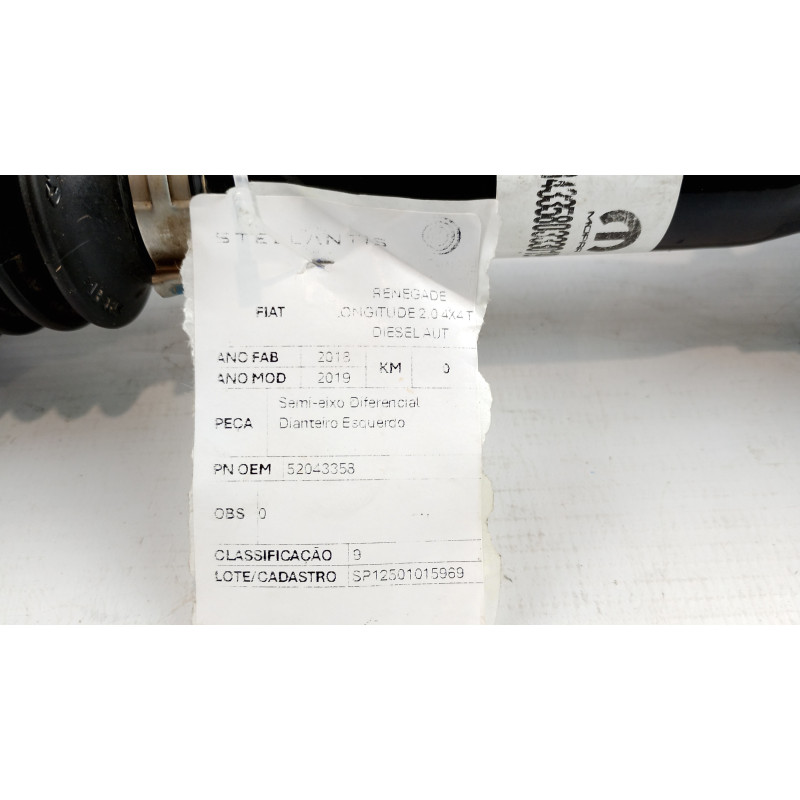 STELLANTIS
FIAT
RENEGADE
LONGITUDE 2.0 4X4 T
DIESEL AUT
ANO FAB 2018
ANO MOD 2019
KM 0
PEÇA Semi-eixo Diferencial
Dianteiro Esquerdo
PN OEM 52043358
OBS 0
CLASSIFICAÇÃO 9
LOTE/CADASTRO SP12501015969